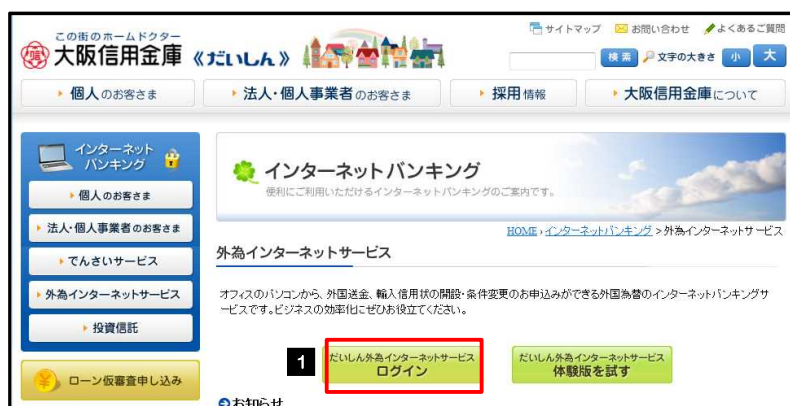 サイトマップ お問い合わせ よくあるご質問
この街のホームドクター
大阪信用金庫 《だいしん》
検索 文字の大きさ 小 大
個人のお客さま 法人・個人事業者のお客さま 採用情報 大阪信用金庫について
インターネット
バンキング
個人のお客さま
法人・個人事業者のお客さま
でんさいサービス
外為インターネットサービス
投資信託
ローン仮審査申し込み
インターネットバンキング
便利にご利用いただけるインターネットバンキングのご案内です。
HOME > インターネットバンキング > 外為インターネットサービス
外為インターネットサービス
オフィスのパソコンから、外国送金、輸入信用状の開設・条件変更のお申込みができる外国為替のインターネットバンキングサ
ービスです。ビジネスの効率化にぜひお役立てください。
1
だいしん外為インターネットサービス
ログイン
だいしん外為インターネットサービス
体験版を試す
お知らせ